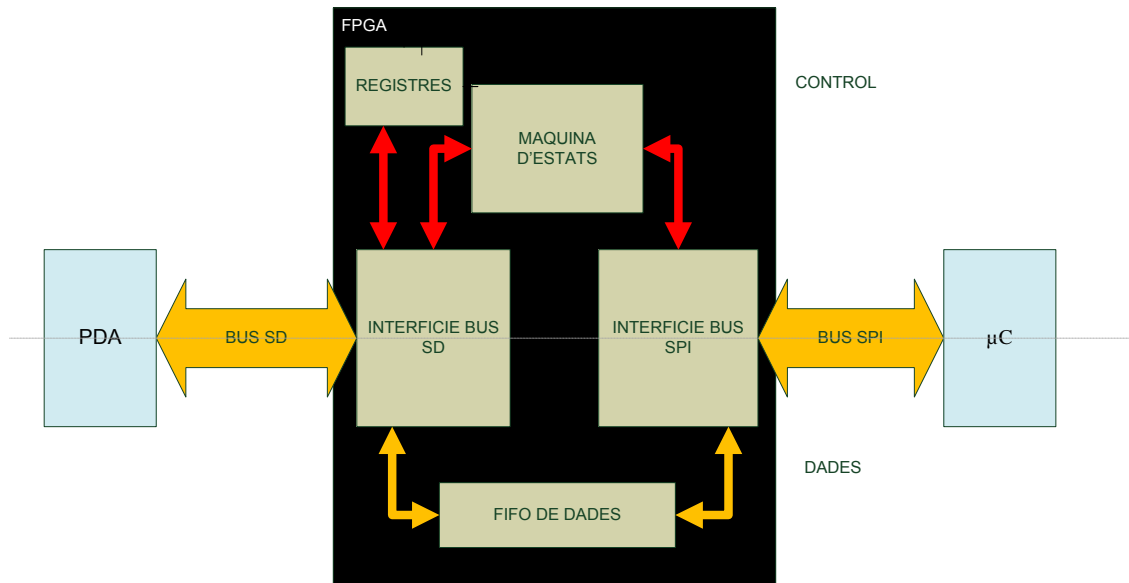 FPGA
REGISTRES
CONTROL
MAQUINA
D'ESTATS
PDA
BUS SD
INTERFICIE BUS
SD
INTERFICIE BUS
SPI
BUS SPI
µC
DADES
FIFO DE DADES